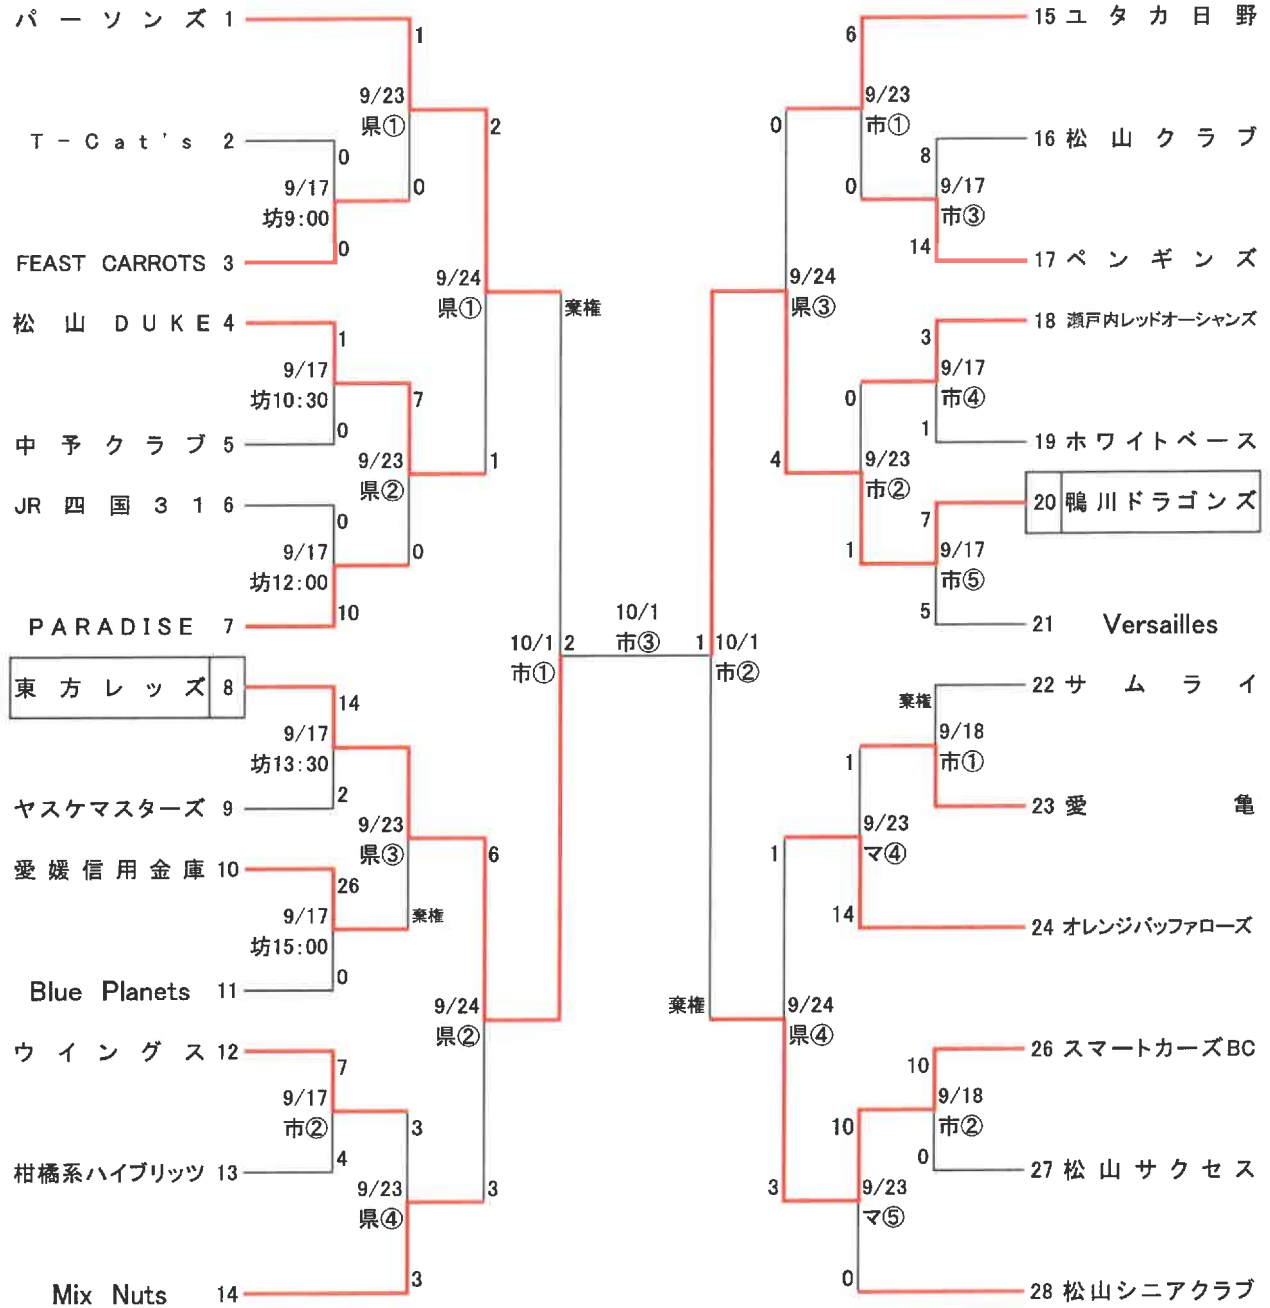 パーソンズ 1
1
9/23
県①
2
T-Cat's 2
0
9/17
坊9:00
0
0
FEAST CARROTS 3
9/24
県①
棄権
松山DUKE 4
1
9/17
坊10:30
7
0
中予クラブ 5
9/23
県②
1
JR四国31 6
0
9/17
坊12:00
0
10
PARADISE 7
10/1
市①
2
東方レッズ 8
14
9/17
坊13:30
2
ヤスケマスターズ 9
9/23
県③
6
愛媛信用金庫 10
26
9/17
坊15:00
棄権
0
Blue Planets 11
9/24
県②
ウイングス 12
7
9/17
市②
3
4
柑橘系ハイブリッツ 13
9/23
県④
3
3
Mix Nuts 14
10/1
市③
15 ユタカ日野
6
9/23
市①
0
16 松山クラブ
8
9/17
市③
0
14
17 ペンギンズ
9/24
県③
18 瀬戸内レッドオーシャンズ
3
9/17
市④
0
1
19 ホワイトベース
4
9/23
市②
20 鴨川ドラゴンズ
7
9/17
市⑤
1
5
21 Versailles
1
10/1
市②
22 サムライ
棄権
9/18
市①
1
23 愛亀
9/23
マ④
1
14
24 オレンジバッファローズ
棄権
9/24
県④
26 スマートカーズBC
10
9/18
市②
10
0
27 松山サクセス
3
9/23
マ⑤
0
28 松山シニアクラブ